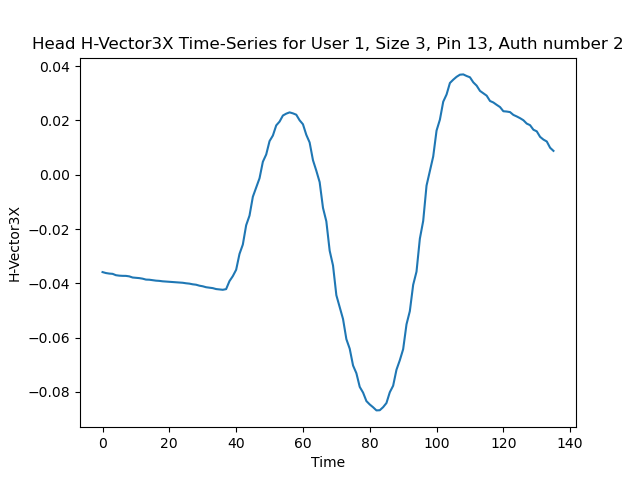 Head H-Vector3X Time-Series for User 1, Size 3, Pin 13, Auth number 2
0.04
0.02
0.00
−0.02
−0.04
−0.06
−0.08
H-Vector3X
0 20 40 60 80 100 120 140
Time